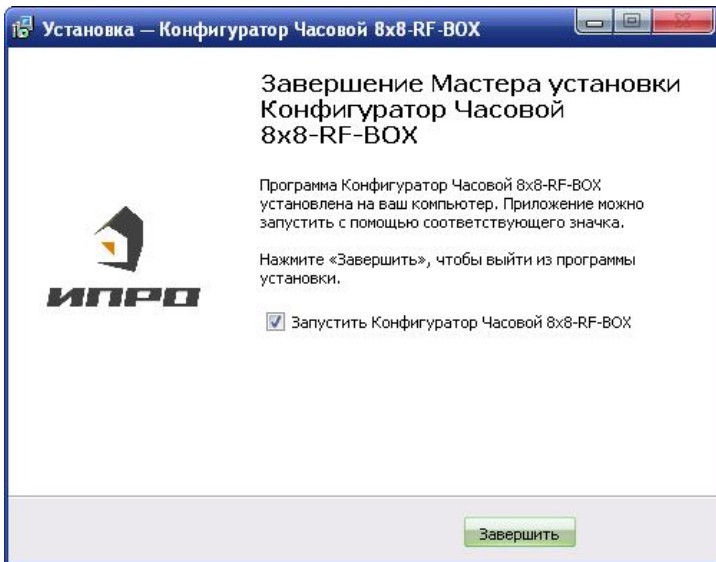 Установка — Конфигуратор Часовой 8x8-RF-BOX
Завершение Мастера установки
Конфигуратор Часовой
8x8-RF-BOX
Программа Конфигуратор Часовой 8x8-RF-BOX
установлена на ваш компьютер. Приложение можно
запустить с помощью соответствующего значка.
Нажмите «Завершить», чтобы выйти из программы
установки.
ИПРО
Запустить Конфигуратор Часовой 8x8-RF-BOX
Завершить